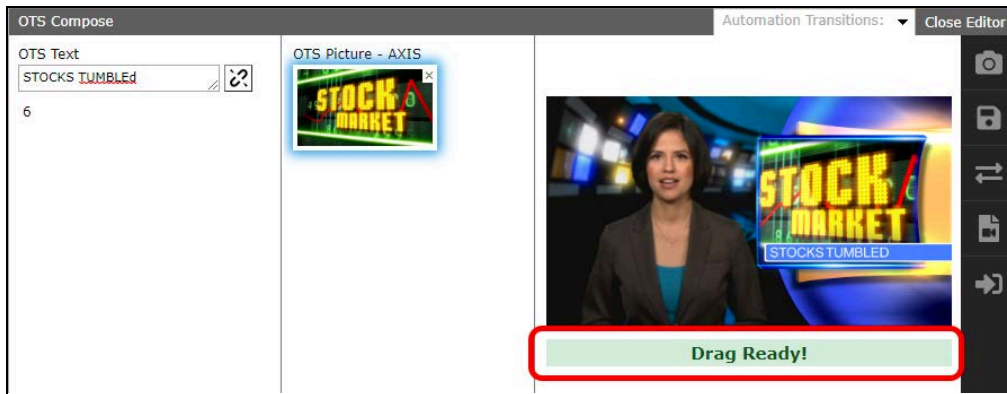 OTS Compose
Automation Transitions:
Close Editor
OTS Text
STOCKS TUMBLEd
6
OTS Picture - AXIS
STOCK
MARKET
STOCK
MARKET
STOCKS TUMBLED
Drag Ready!